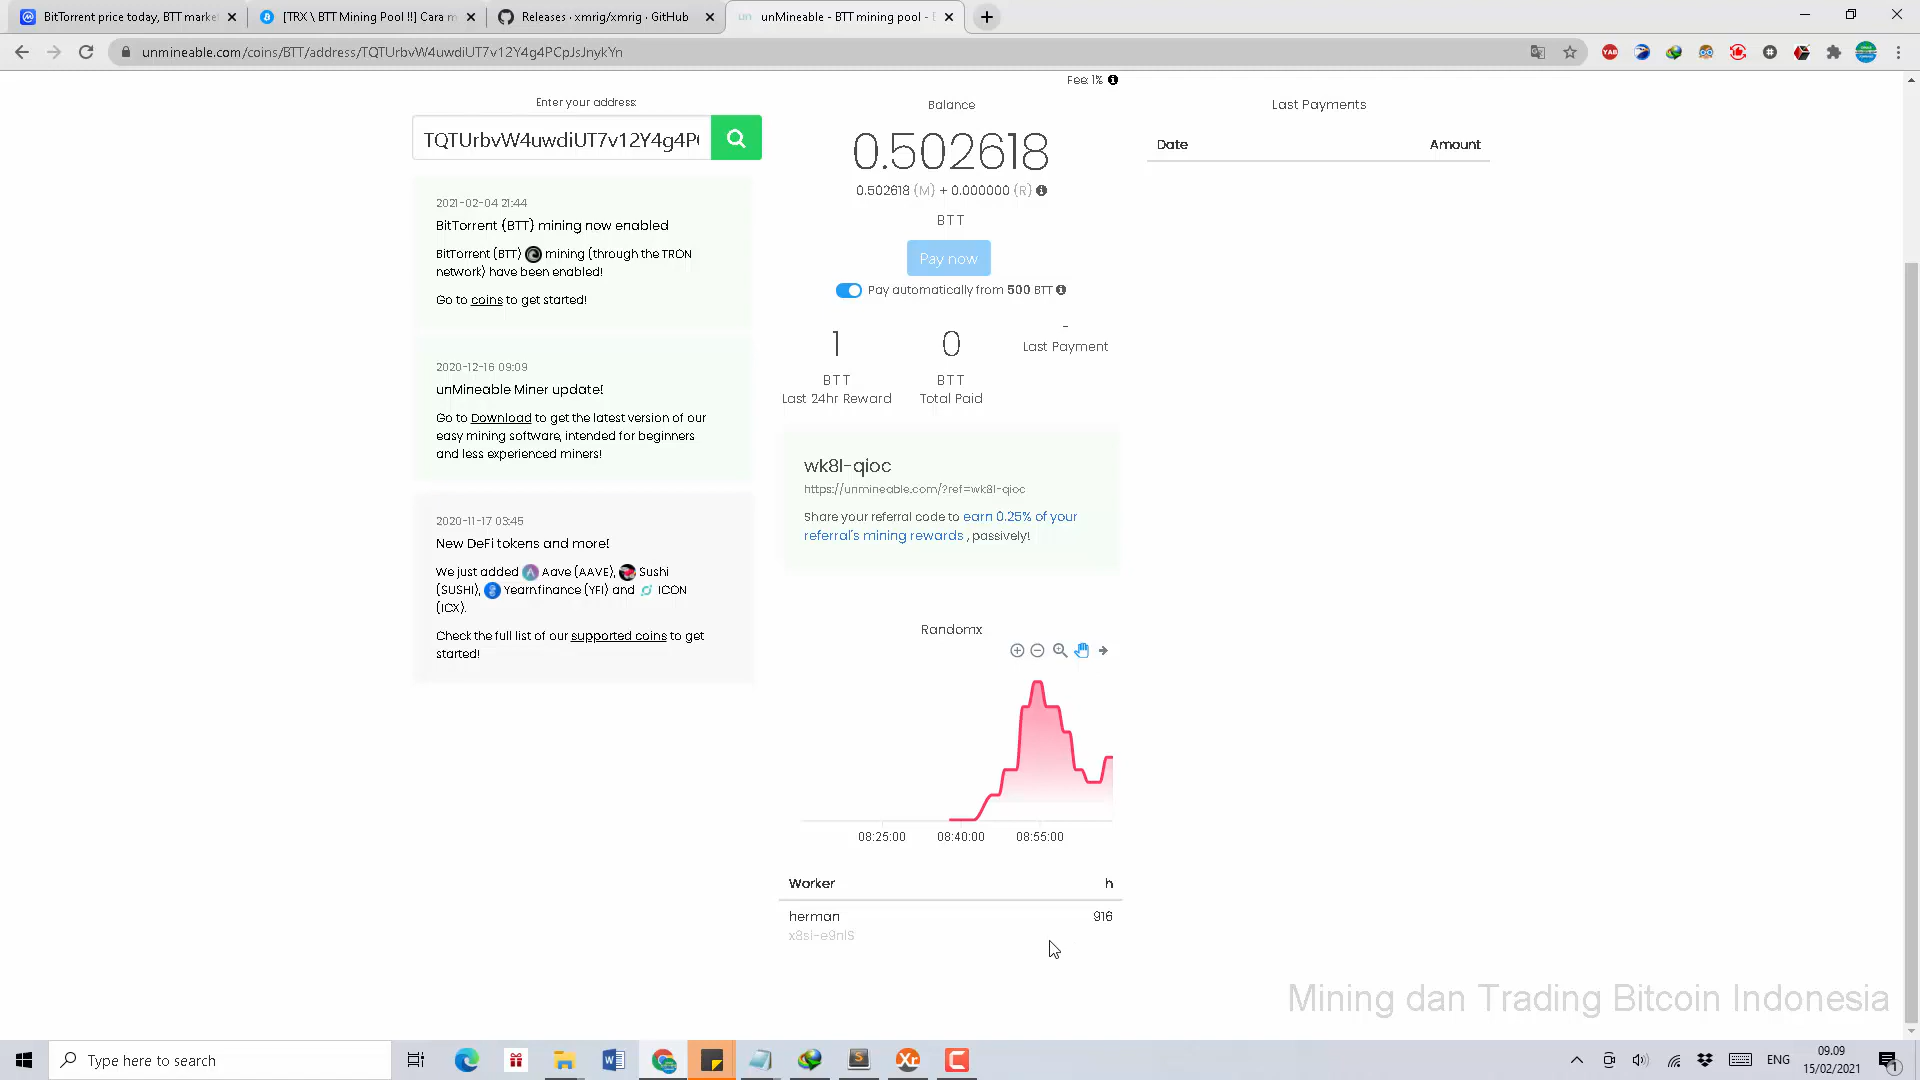 BitTorrent price today, BTT marke
[TRX \ BTT Mining Pool !!] Cara m
Releases · xmrig/xmrig · GitHub
unMineable - BTT mining pool -
unmineable.com/coins/BTT/address/TQTUrbvW4uwdiUT7v12Y4g4PCpJsJnykYn
Fee: 1%
Enter your address:
TQTUrbvW4uwdiUT7v12Y4g4P
2021-02-04 21:44
BitTorrent (BTT) mining now enabled
BitTorrent (BTT) mining (through the TRON
network) have been enabled!
Go to coins to get started!
2020-12-16 09:09
unMineable Miner update!
Go to Download to get the latest version of our
easy mining software, intended for beginners
and less experienced miners!
2020-11-17 03:45
New DeFi tokens and more!
We just added Aave (AAVE), Sushi
(SUSHI), Yearn.finance (YFI) and ICON
(ICX).
Check the full list of our supported coins to get
started!
Balance
0.502618
0.502618 (M) + 0.000000 (R)
BTT
Pay now
Pay automatically from 500 BTT
1
BTT
Last 24hr Reward
0
BTT
Total Paid
-
Last Payment
wk8l-qioc
https://unmineable.com/?ref=wk8l-qioc
Share your referral code to earn 0.25% of your
referral's mining rewards , passively!
Randomx
08:25:00 08:40:00 08:55:00
Worker h
herman 916
Last Payments
Date Amount
Mining dan Trading Bitcoin Indonesia
Type here to search
ENG
09.09
15/02/2021